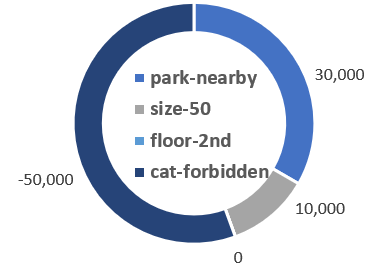 park-nearby
size-50
floor-2nd
cat-forbidden
30,000
10,000
0
-50,000